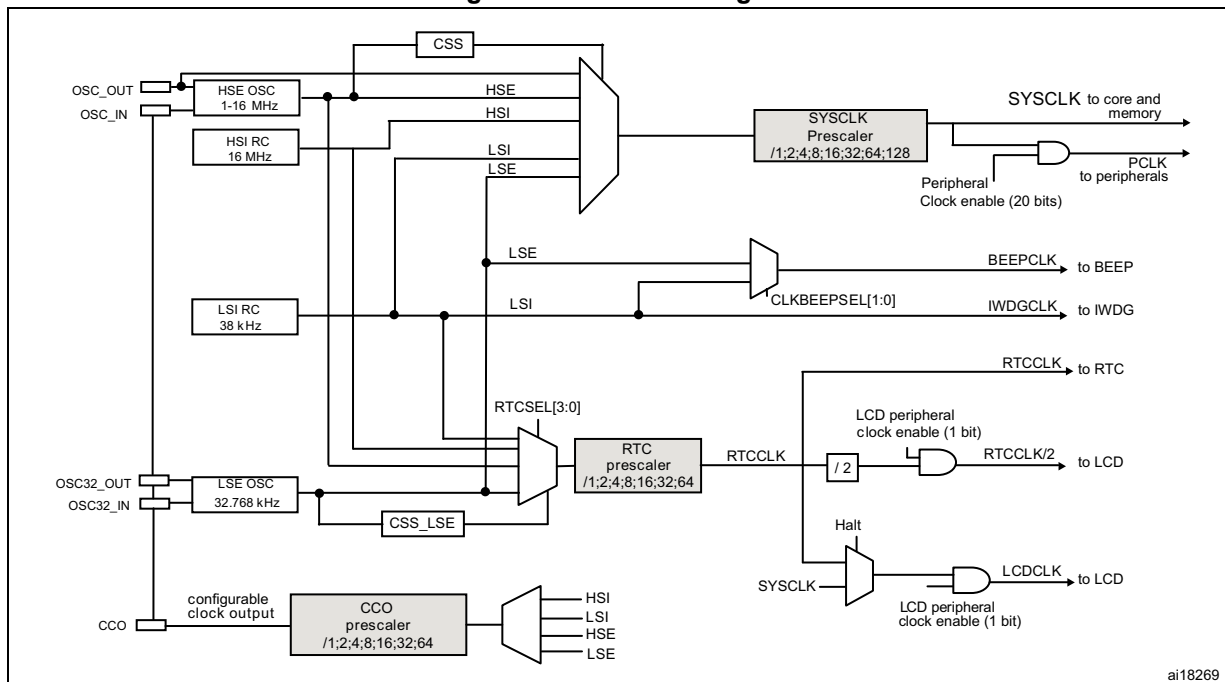 CSS
OSC_OUT
HSE OSC
1-16 MHz
OSC_IN
HSE
HSI
HSI RC
16 MHz
LSI
LSE
SYSCLK
Prescaler
/1;2;4;8;16;32;64;128
SYSCLK to core and
memory
PCLK
to peripherals
Peripheral
Clock enable (20 bits)
LSE
BEEPCLK
to BEEP
CLKBEEPSEL[1:0]
LSI RC
38 kHz
LSI
IWDGCLK
to IWDG
RTCCLK
to RTC
RTCSEL[3:0]
RTC
prescaler
/1;2;4;8;16;32;64
RTCCLK
/ 2
LCD peripheral
clock enable (1 bit)
RTCCLK/2
to LCD
OSC32_OUT
LSE OSC
32.768 kHz
OSC32_IN
CSS_LSE
Halt
SYSCLK
LCDCLK
to LCD
LCD peripheral
clock enable (1 bit)
CCO
configurable
clock output
CCO
prescaler
/1;2;4;8;16;32;64
HSI
LSI
HSE
LSE
ai18269